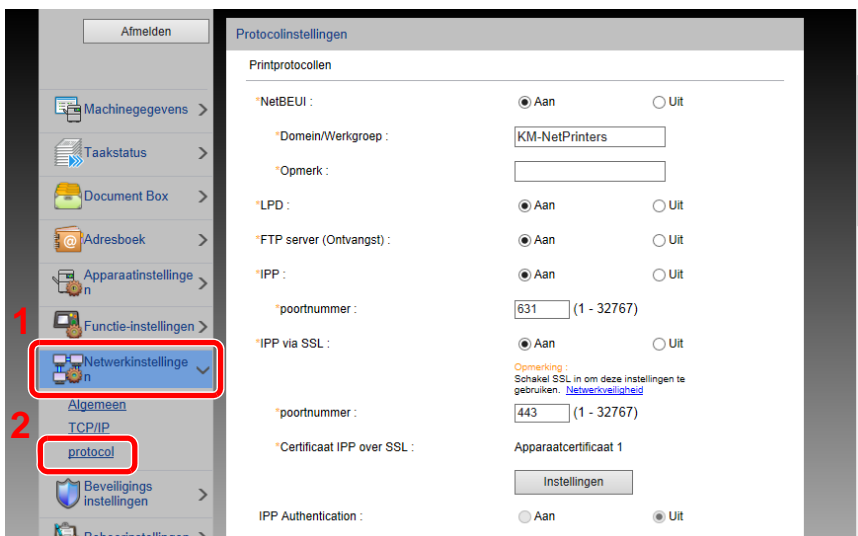 Afmelden
Machinegegevens
Taakstatus
Document Box
Adresboek
Apparaatinstellinge
n
1
Functie-instellingen
Netwerkinstellinge
n
Algemeen
2
TCP/IP
protocol
Beveiligings
instellingen
Protocolinstellingen
Printprotocollen
*NetBEUI : Aan Uit
*Domein/Werkgroep : KM-NetPrinters
*Opmerk :
*LPD : Aan Uit
*FTP server (Ontvangst) : Aan Uit
*IPP : Aan Uit
*poortnummer : 631 (1 - 32767)
*IPP via SSL : Aan Uit
Opmerking :
Schakel SSL in om deze instellingen te
gebruiken. Netwerkveiligheid
*poortnummer : 443 (1 - 32767)
*Certificaat IPP over SSL : Apparaatcertificaat 1
Instellingen
IPP Authentication : Aan Uit